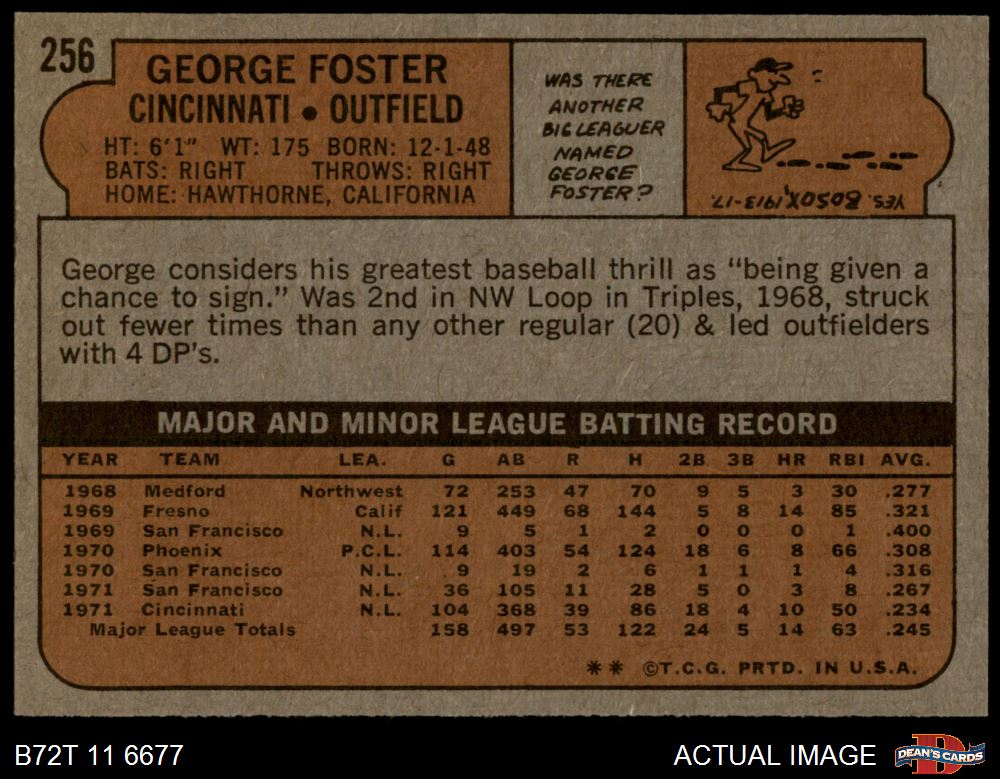 256
GEORGE FOSTER
CINCINNATI • OUTFIELD
HT: 6'1" WT: 175 BORN: 12-1-48
BATS: RIGHT THROWS: RIGHT
HOME: HAWTHORNE, CALIFORNIA
WAS THERE
ANOTHER
BIG LEAGUER
NAMED
GEORGE
FOSTER?
YES. BOSOX, 1913-17.
George considers his greatest baseball thrill as "being given a
chance to sign." Was 2nd in NW Loop in Triples, 1968, struck
out fewer times than any other regular (20) & led outfielders
with 4 DP's.
MAJOR AND MINOR LEAGUE BATTING RECORD
YEAR TEAM LEA. G AB R H 2B 3B HR RBI AVG.
1968 Medford Northwest 72 253 47 70 9 5 3 30 .277
1969 Fresno Calif 121 449 68 144 5 8 14 85 .321
1969 San Francisco N.L. 9 5 1 2 0 0 0 1 .400
1970 Phoenix P.C.L. 114 403 54 124 18 6 8 66 .308
1970 San Francisco N.L. 9 19 2 6 1 1 1 4 .316
1971 San Francisco N.L. 36 105 11 28 5 0 3 8 .267
1971 Cincinnati N.L. 104 368 39 86 18 4 10 50 .234
Major League Totals 158 497 53 122 24 5 14 63 .245
** ©T.C.G. PRTD. IN U.S.A.
B72T 11 6677
ACTUAL IMAGE
DEAN'S CARDS